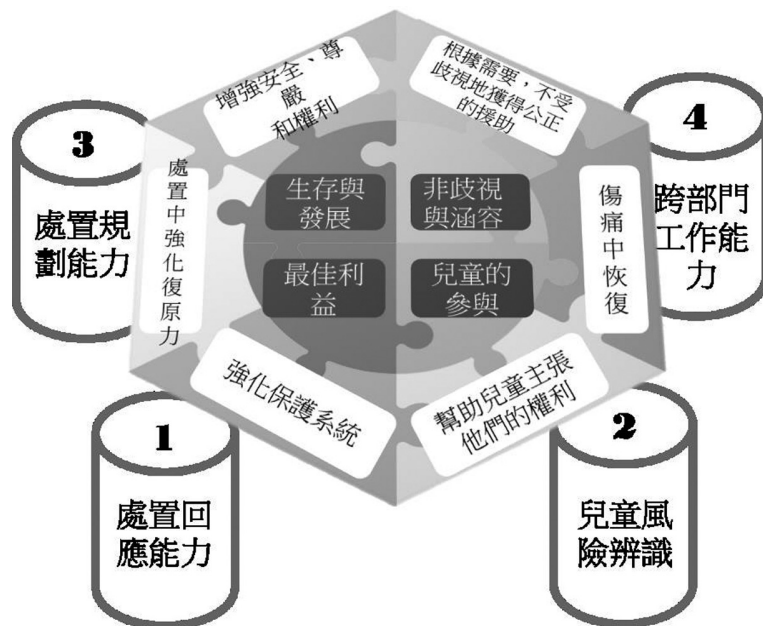 增強安全、尊
嚴
和權利
根據需要，不受
歧視地獲得公正
的援助
3
處置規
劃能力
處置中強化復原力
生存與
發展
非歧視
與涵容
最佳利
益
兒童的
參與
傷痛中恢復
4
跨部門
工作能
力
強化保護系統
幫助兒童主張
他們的權利
1
處置回
應能力
2
兒童風
險辨識